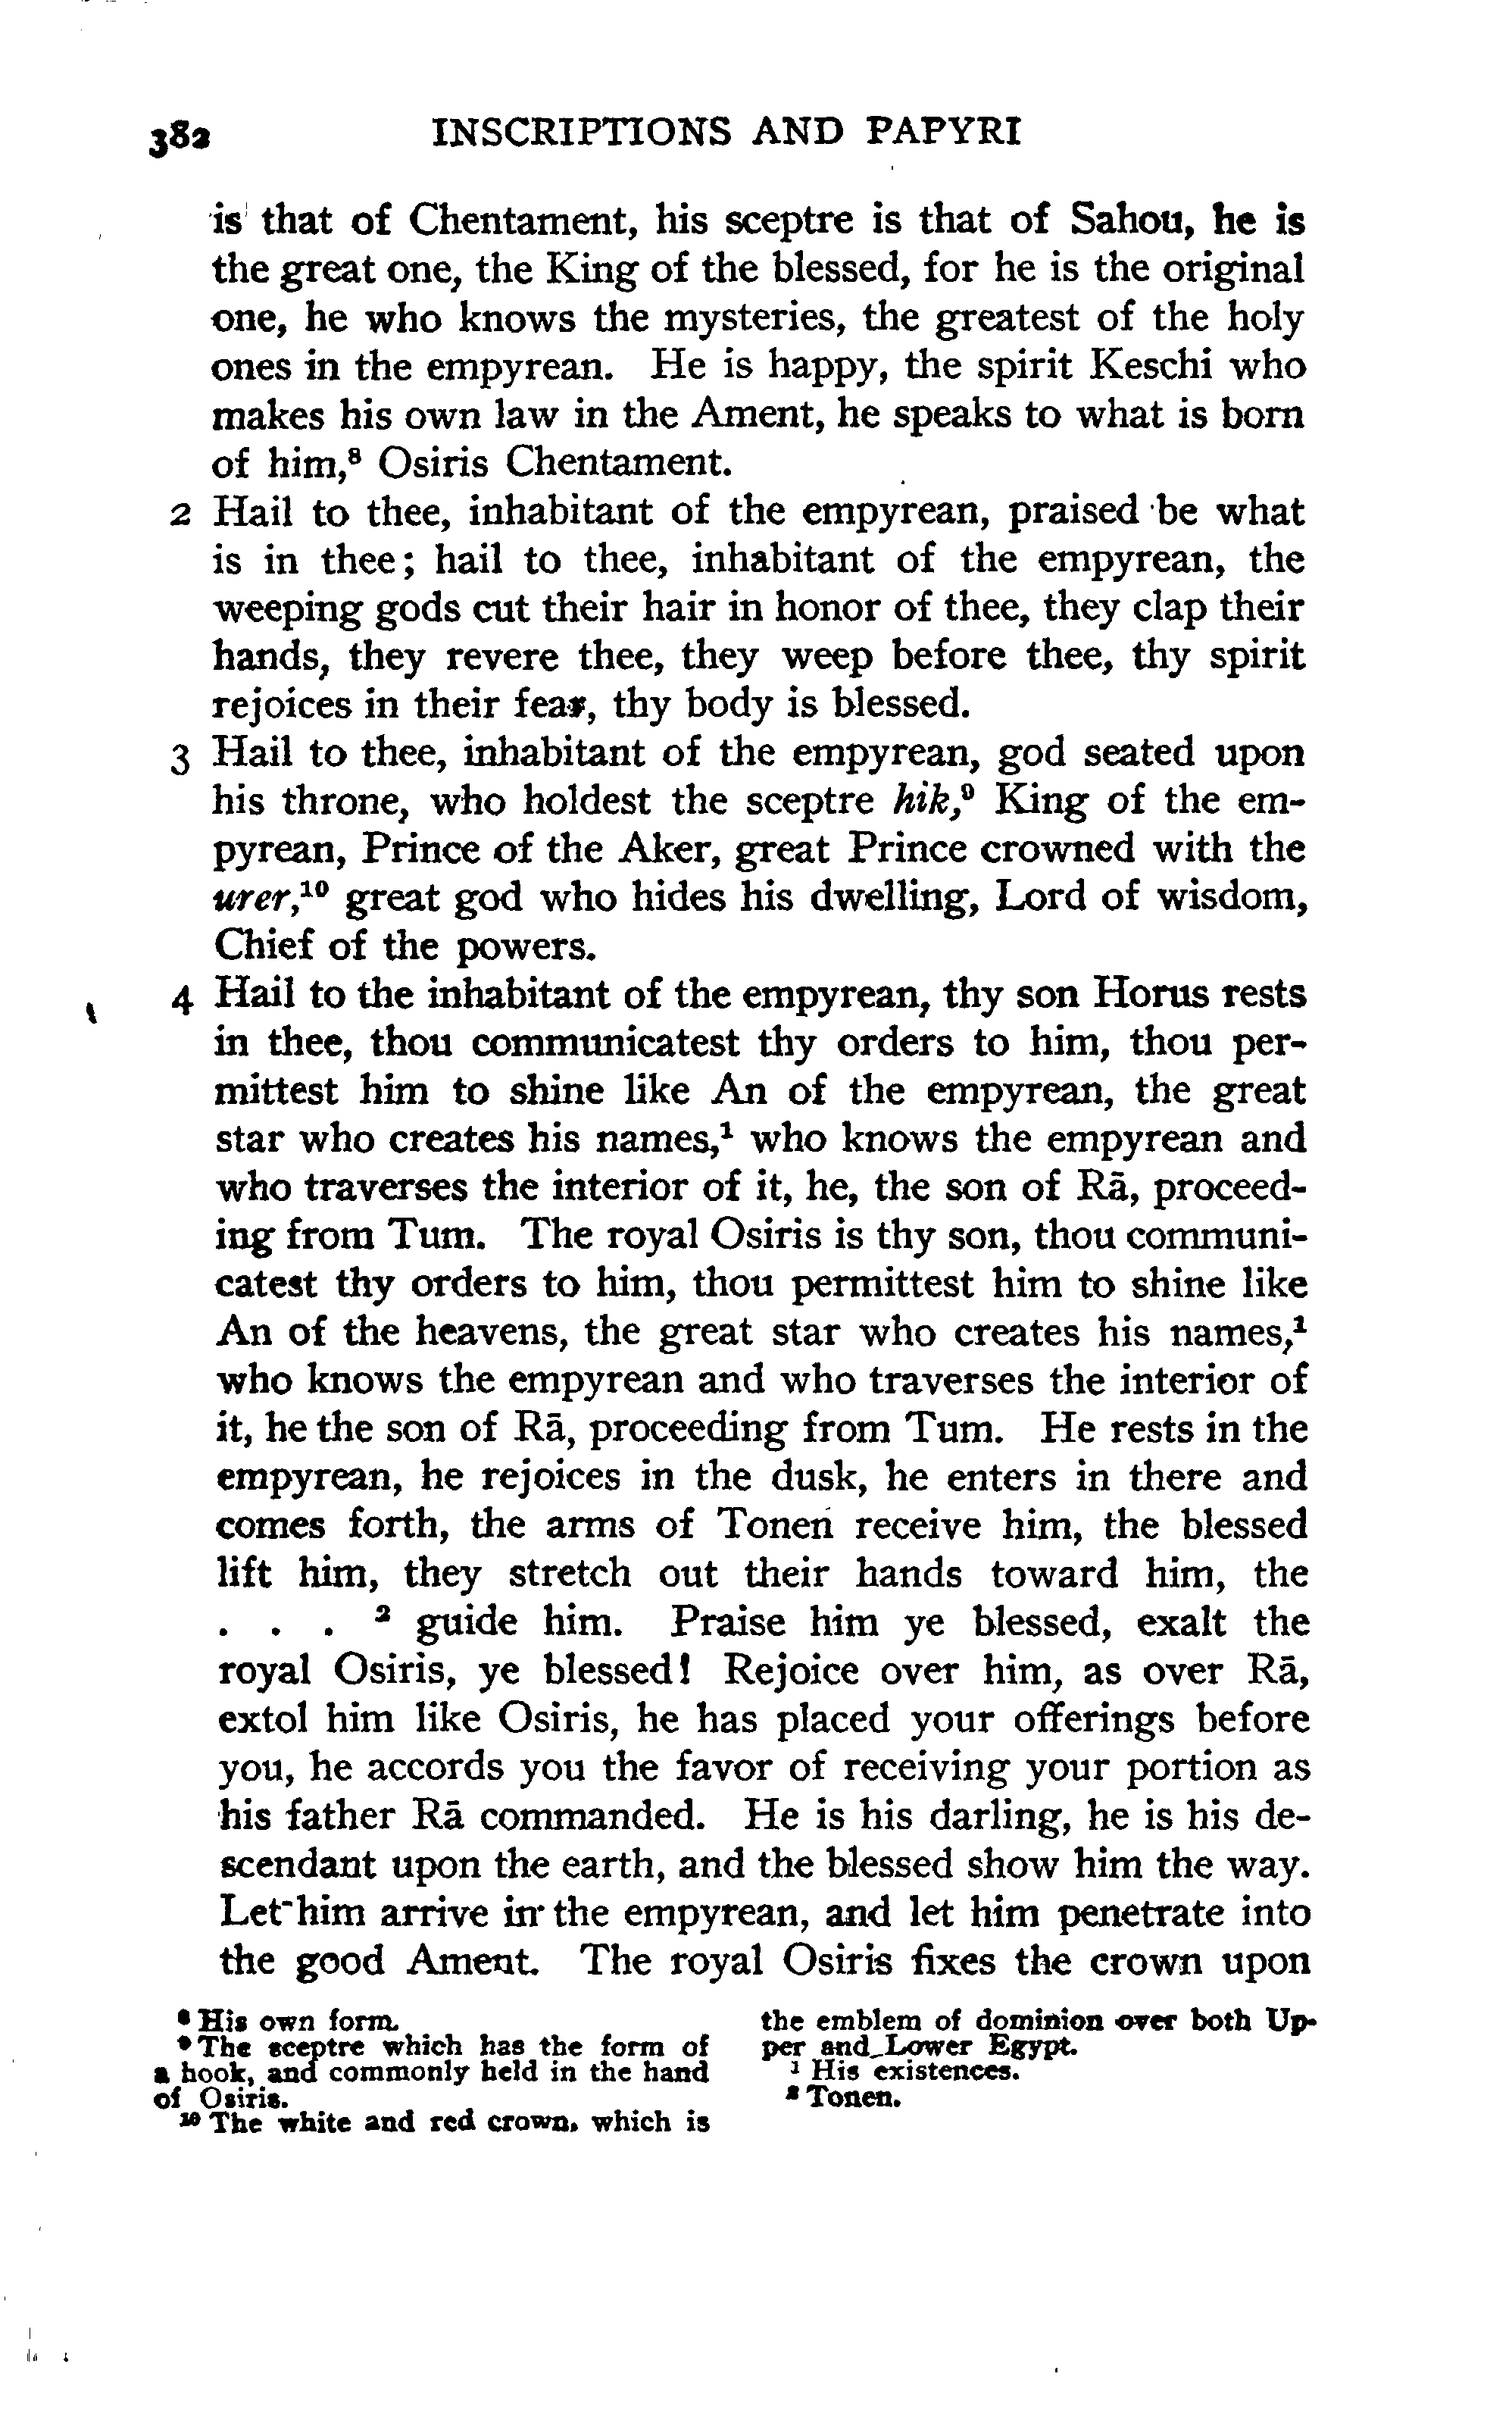 382 INSCRIPTIONS AND PAPYRI
is that of Chentament, his sceptre is that of Sahou, he is
the great one, the King of the blessed, for he is the original
one, he who knows the mysteries, the greatest of the holy
ones in the empyrean. He is happy, the spirit Keschi who
makes his own law in the Ament, he speaks to what is born
of him,⁸ Osiris Chentament.
2 Hail to thee, inhabitant of the empyrean, praised be what
is in thee; hail to thee, inhabitant of the empyrean, the
weeping gods cut their hair in honor of thee, they clap their
hands, they revere thee, they weep before thee, thy spirit
rejoices in their fear, thy body is blessed.
3 Hail to thee, inhabitant of the empyrean, god seated upon
his throne, who holdest the sceptre hik,⁹ King of the em-
pyrean, Prince of the Aker, great Prince crowned with the
urer,¹⁰ great god who hides his dwelling, Lord of wisdom,
Chief of the powers.
4 Hail to the inhabitant of the empyrean, thy son Horus rests
in thee, thou communicatest thy orders to him, thou per-
mittest him to shine like An of the empyrean, the great
star who creates his names,¹ who knows the empyrean and
who traverses the interior of it, he, the son of Rā, proceed-
ing from Tum. The royal Osiris is thy son, thou communi-
catest thy orders to him, thou permittest him to shine like
An of the heavens, the great star who creates his names,¹
who knows the empyrean and who traverses the interior of
it, he the son of Rā, proceeding from Tum. He rests in the
empyrean, he rejoices in the dusk, he enters in there and
comes forth, the arms of Tonen receive him, the blessed
lift him, they stretch out their hands toward him, the
. . . ² guide him. Praise him ye blessed, exalt the
royal Osiris, ye blessed! Rejoice over him, as over Rā,
extol him like Osiris, he has placed your offerings before
you, he accords you the favor of receiving your portion as
his father Rā commanded. He is his darling, he is his de-
scendant upon the earth, and the blessed show him the way.
Let him arrive in the empyrean, and let him penetrate into
the good Ament. The royal Osiris fixes the crown upon
⁸ His own form.
⁹ The sceptre which has the form of
a hook, and commonly held in the hand
of Osiris.
¹⁰ The white and red crown, which is
the emblem of dominion over both Up-
per and Lower Egypt.
¹ His existences.
² Tonen.